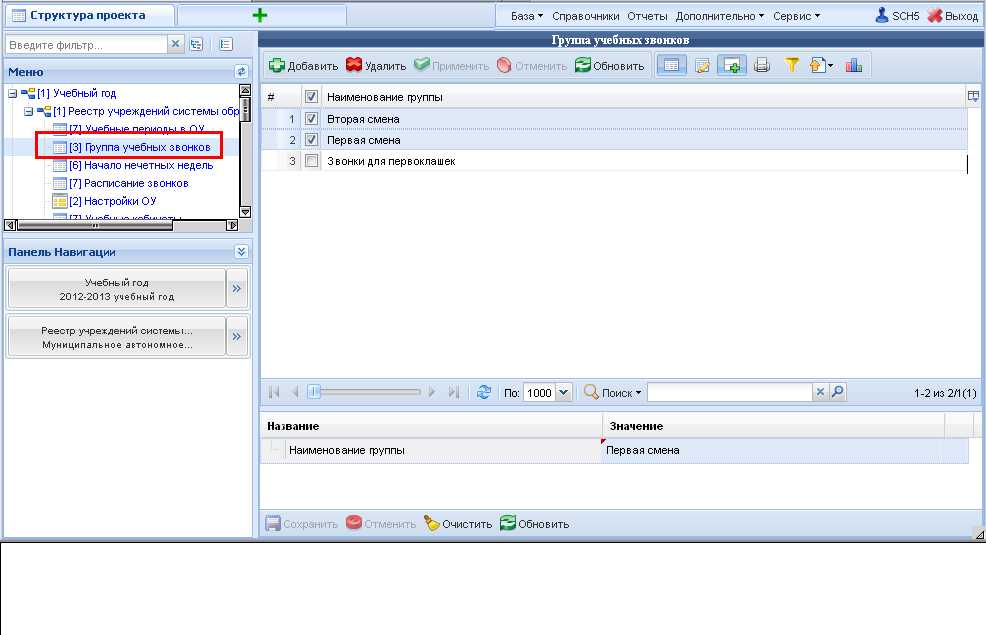 Структура проекта
База Справочники Отчеты Дополнительно Сервис SCH5 Выход
Введите фильтр...
Группа учебных звонков
Меню
Добавить Удалить Применить Отменить Обновить
[1] Учебный год
[1] Реестр учреждений системы обр
[7] Учебные периоды в ОУ
[3] Группа учебных звонков
[6] Начало нечетных недель
[7] Расписание звонков
[2] Настройки ОУ
[7] Учебные кабинеты
# Наименование группы
1 Вторая смена
2 Первая смена
3 Звонки для первоклашек
Панель Навигации
Учебный год
2012-2013 учебный год
Реестр учреждений системы...
Муниципальное автономное...
По: 1000 Поиск 1-2 из 2/1(1)
Название Значение
Наименование группы Первая смена
Сохранить Отменить Очистить Обновить